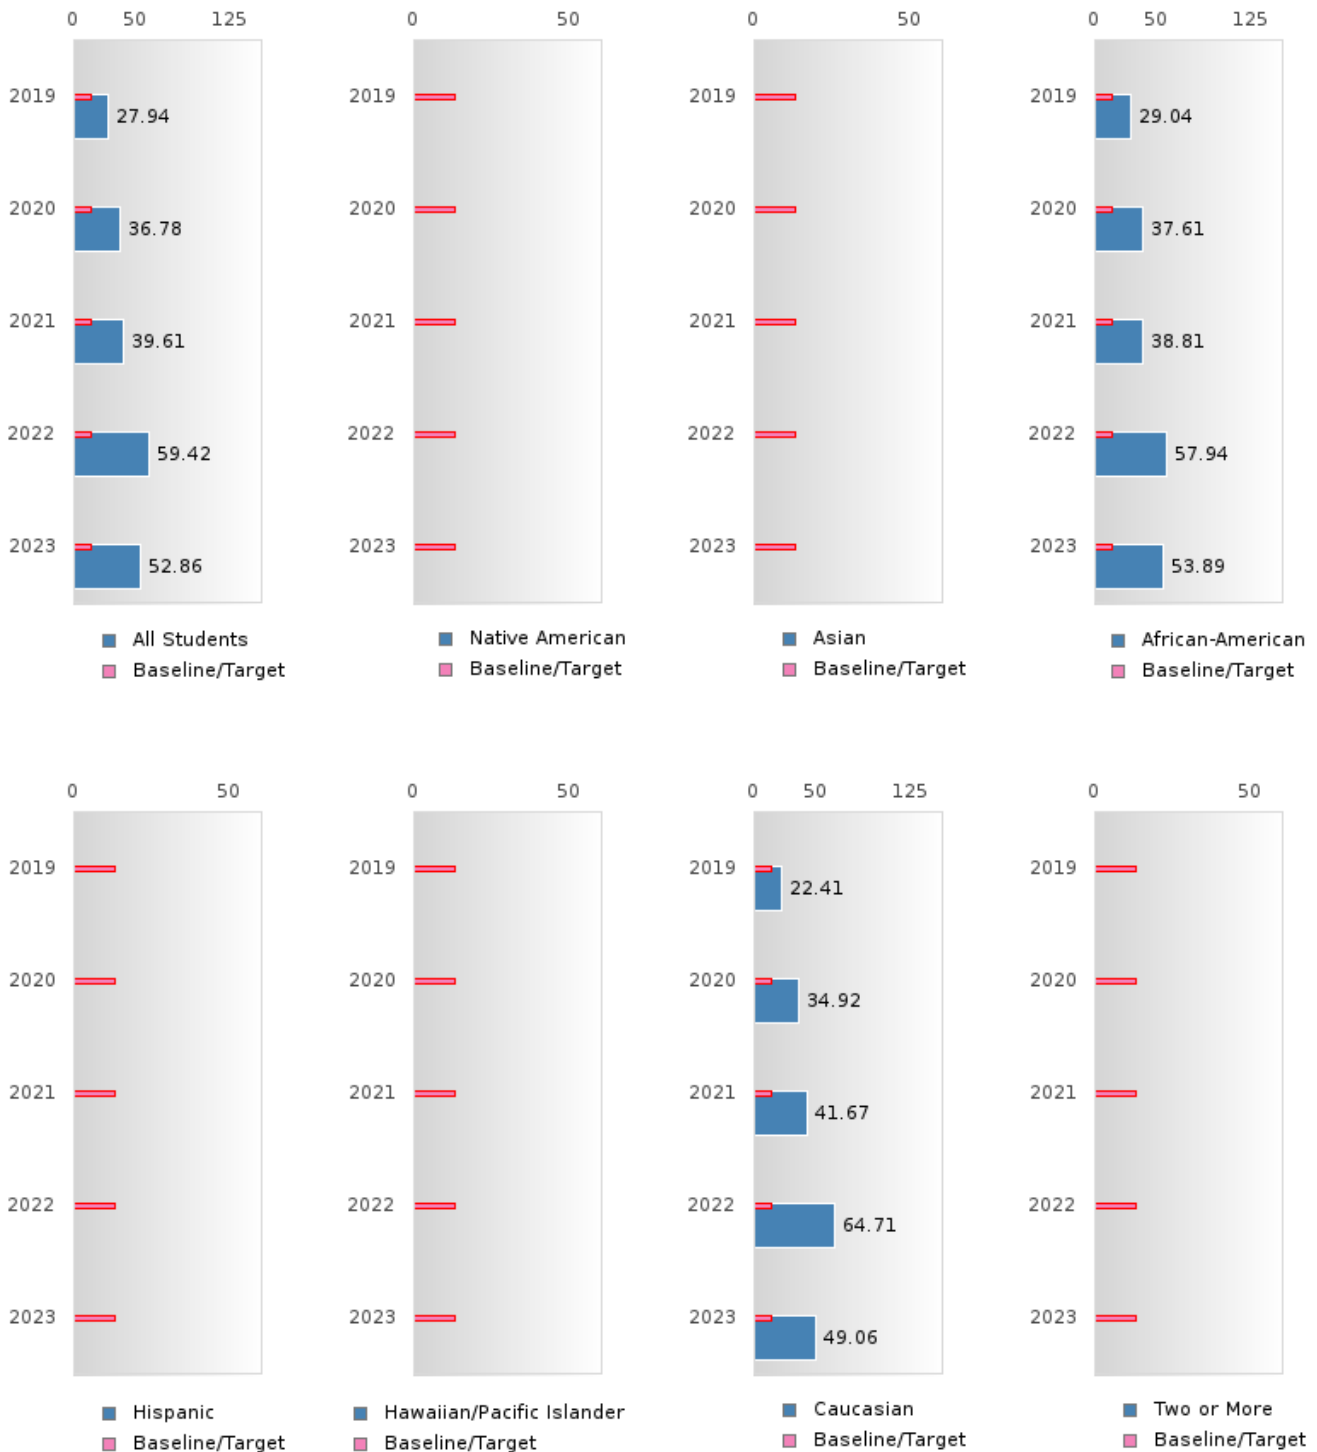 0 50 125
2019 27.94
2020 36.78
2021 39.61
2022 59.42
2023 52.86
All Students
Baseline/Target
0 50
2019
2020
2021
2022
2023
Native American
Baseline/Target
0 50
2019
2020
2021
2022
2023
Asian
Baseline/Target
0 50 125
2019 29.04
2020 37.61
2021 38.81
2022 57.94
2023 53.89
African-American
Baseline/Target
0 50
2019
2020
2021
2022
2023
Hispanic
Baseline/Target
0 50
2019
2020
2021
2022
2023
Hawaiian/Pacific Islander
Baseline/Target
0 50 125
2019 22.41
2020 34.92
2021 41.67
2022 64.71
2023 49.06
Caucasian
Baseline/Target
0 50
2019
2020
2021
2022
2023
Two or More
Baseline/Target